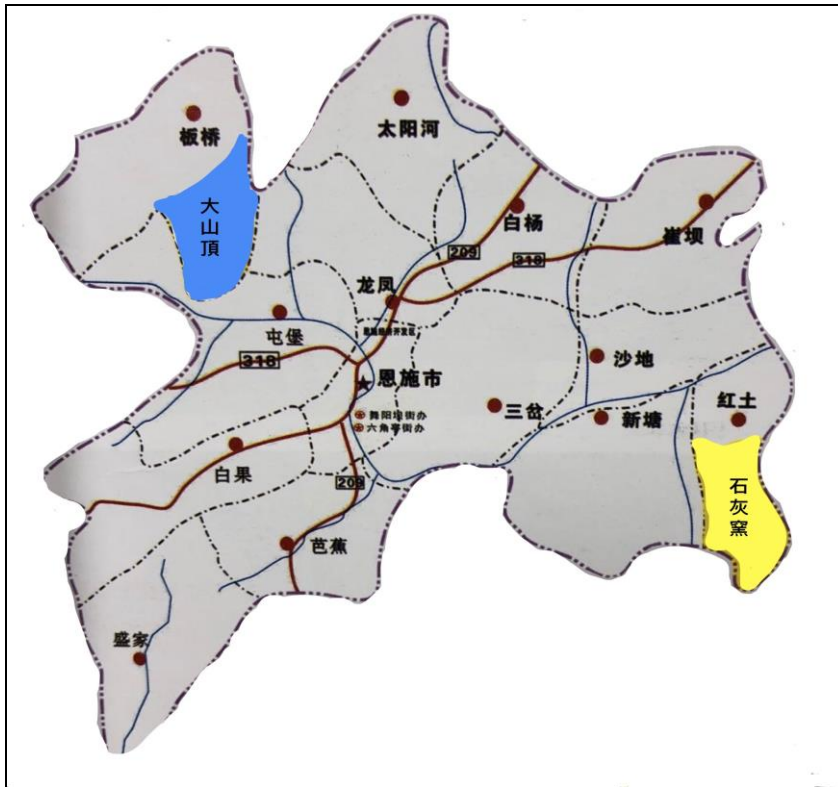 板桥
太阳河
大山頂
白杨
崔坝
209
318
龙凤
屯堡
318
恩施市
沙地
三岔
新塘
红土
舞阳坝街办
六角亭街办
白果
209
石灰窑
芭蕉
盛家